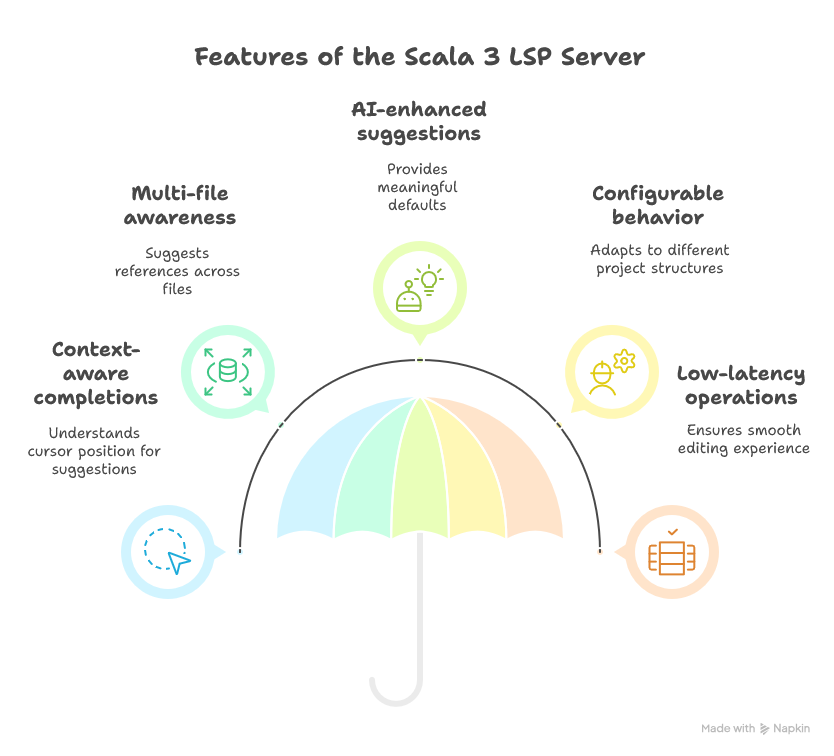 Features of the Scala 3 LSP Server
AI-enhanced
suggestions
Provides
meaningful
defaults
Multi-file
awareness
Suggests
references across
files
Configurable
behavior
Adapts to different
project structures
Context-
aware
completions
Understands
cursor position for
suggestions
Low-latency
operations
Ensures smooth
editing experience
Made with Napkin